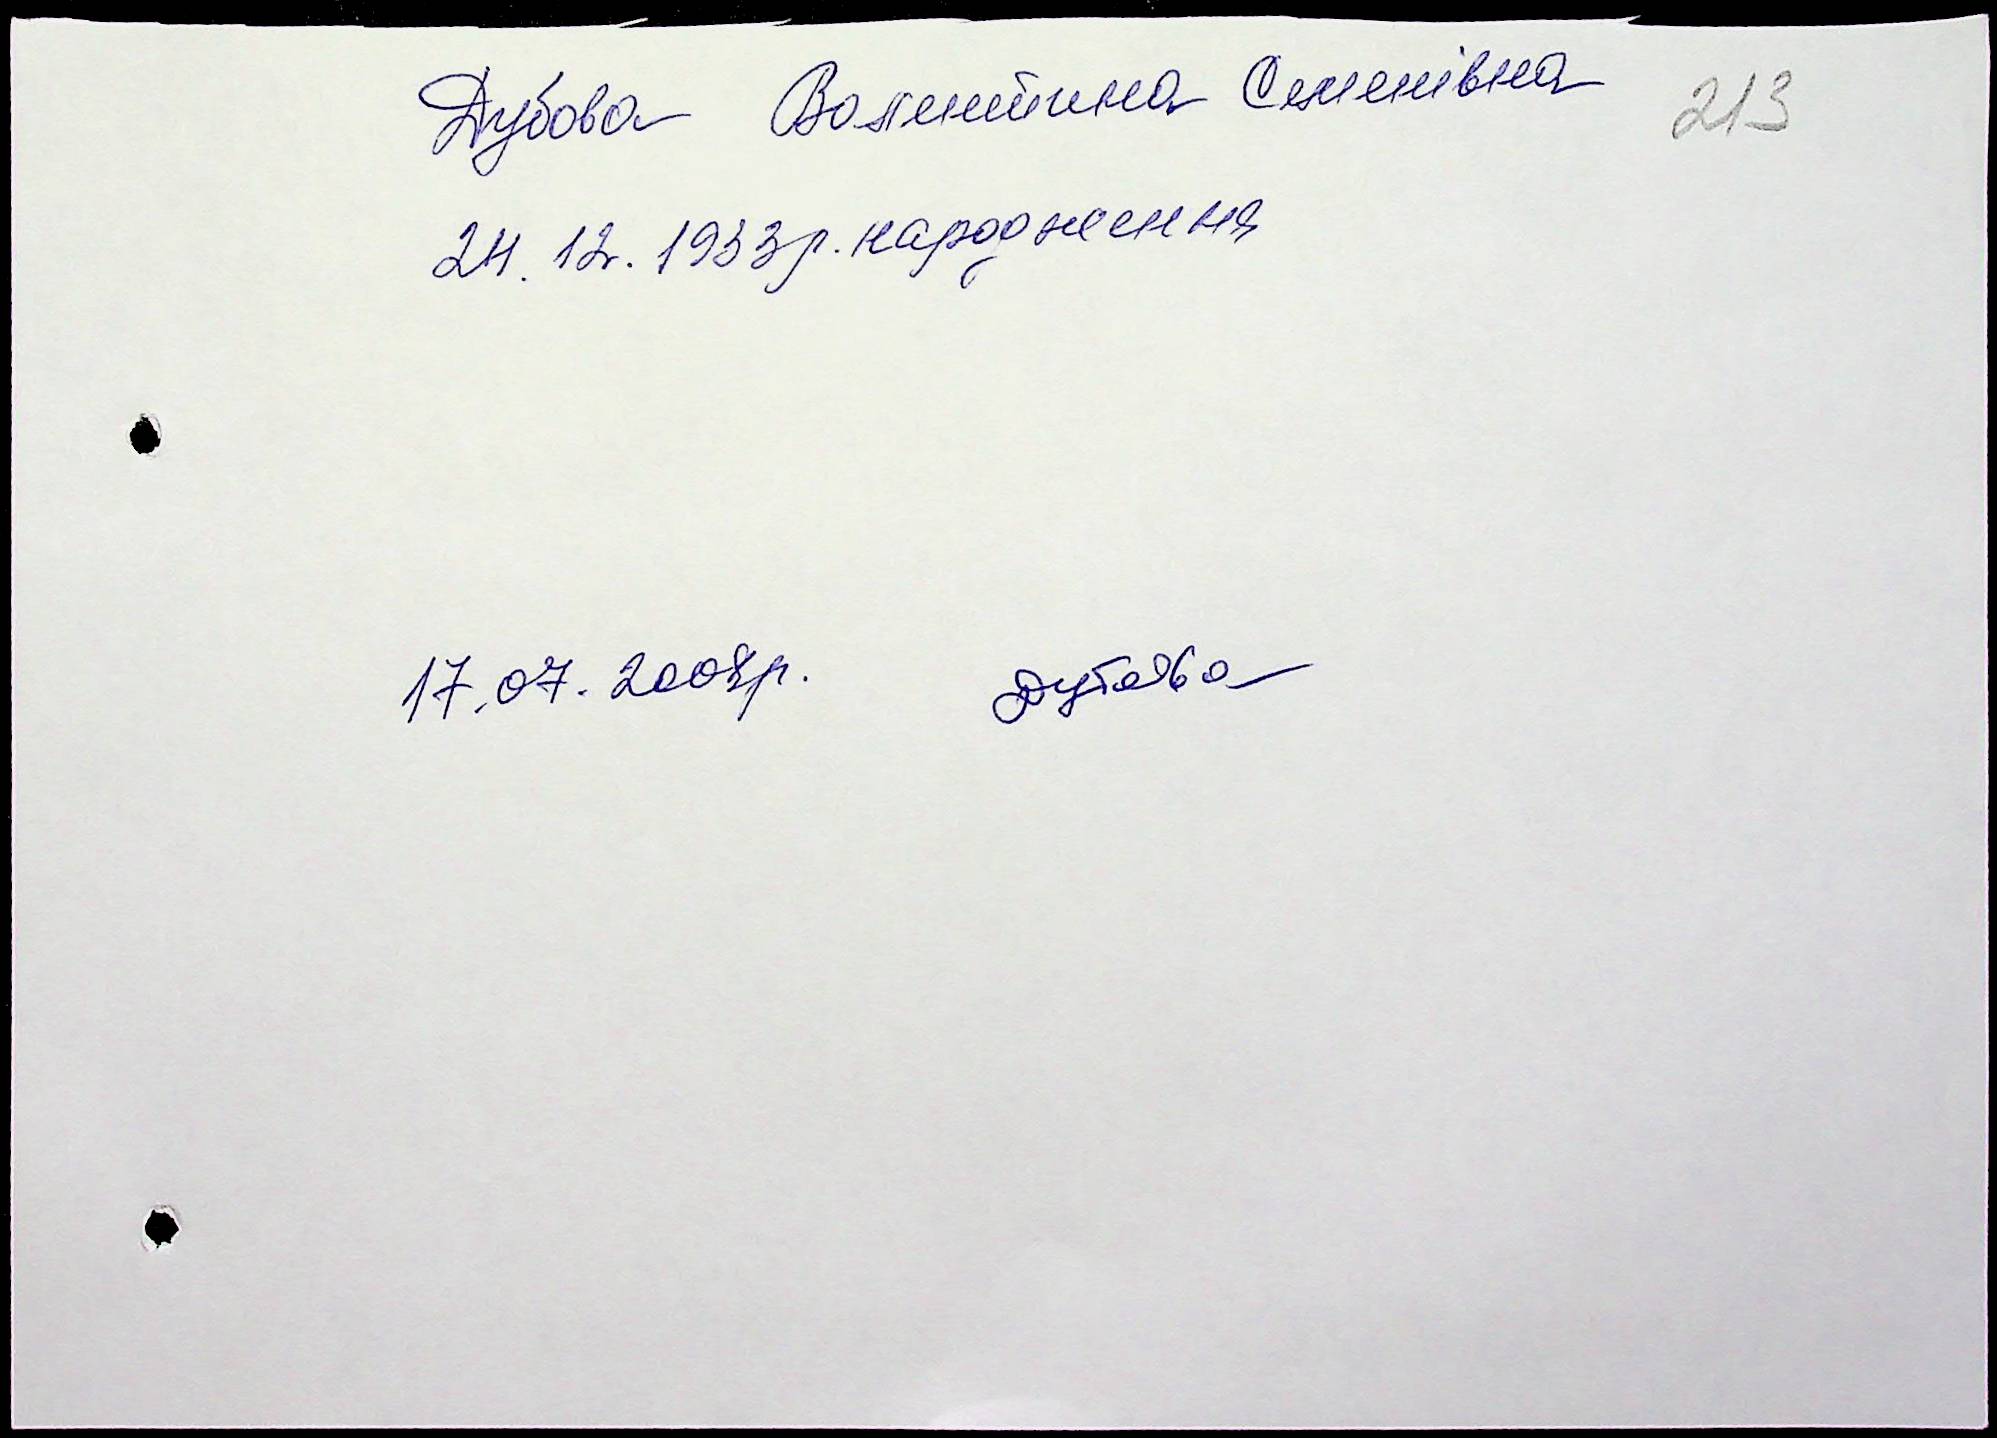 Дубова Валентина Семенівна 213
24. 12. 1933р. народження
17.07.2008р. Дубова